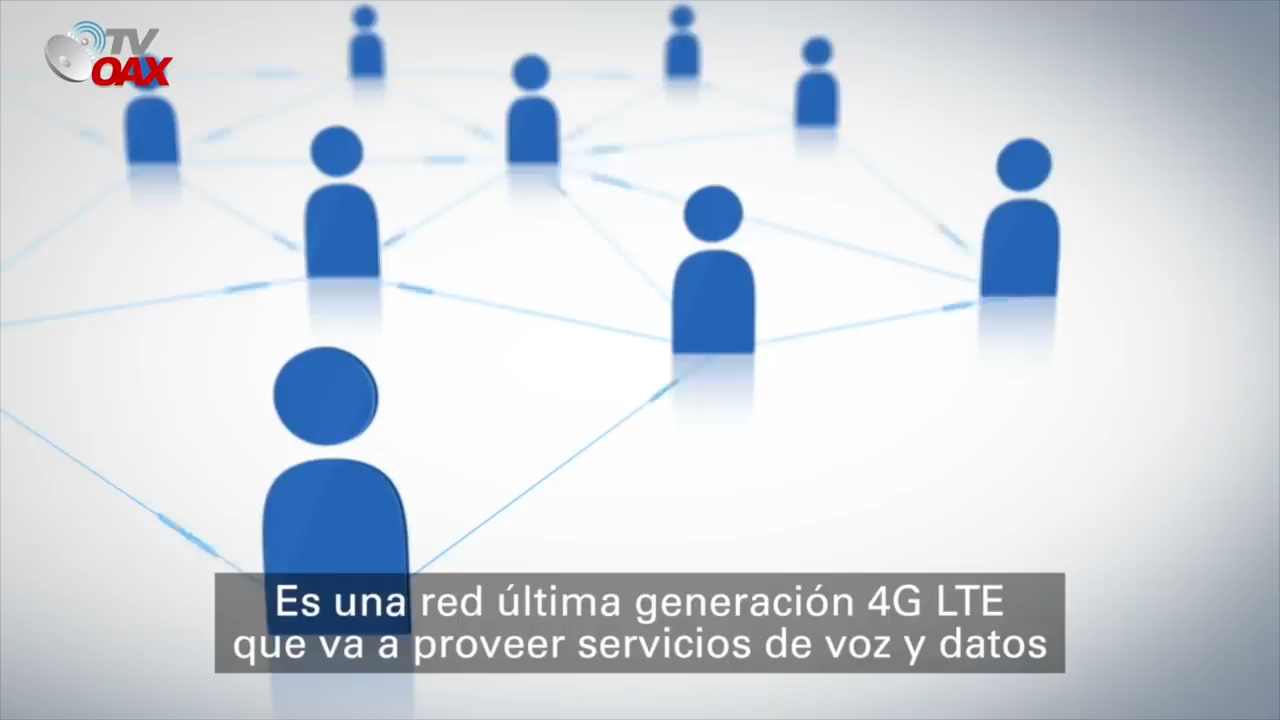 TV
OAX
Es una red última generación 4G LTE
que va a proveer servicios de voz y datos